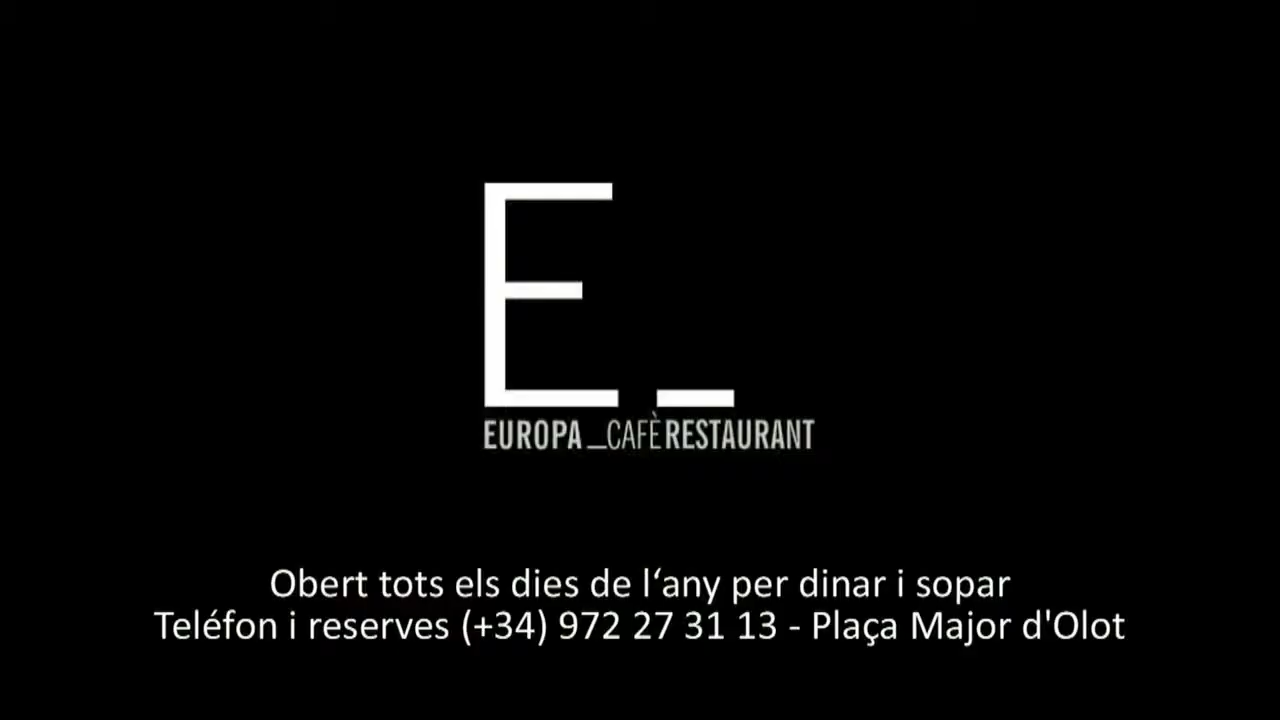 E_
EUROPA _CAFÈ RESTAURANT
Obert tots els dies de l‘any per dinar i sopar
Teléfon i reserves (+34) 972 27 31 13 - Plaça Major d'Olot